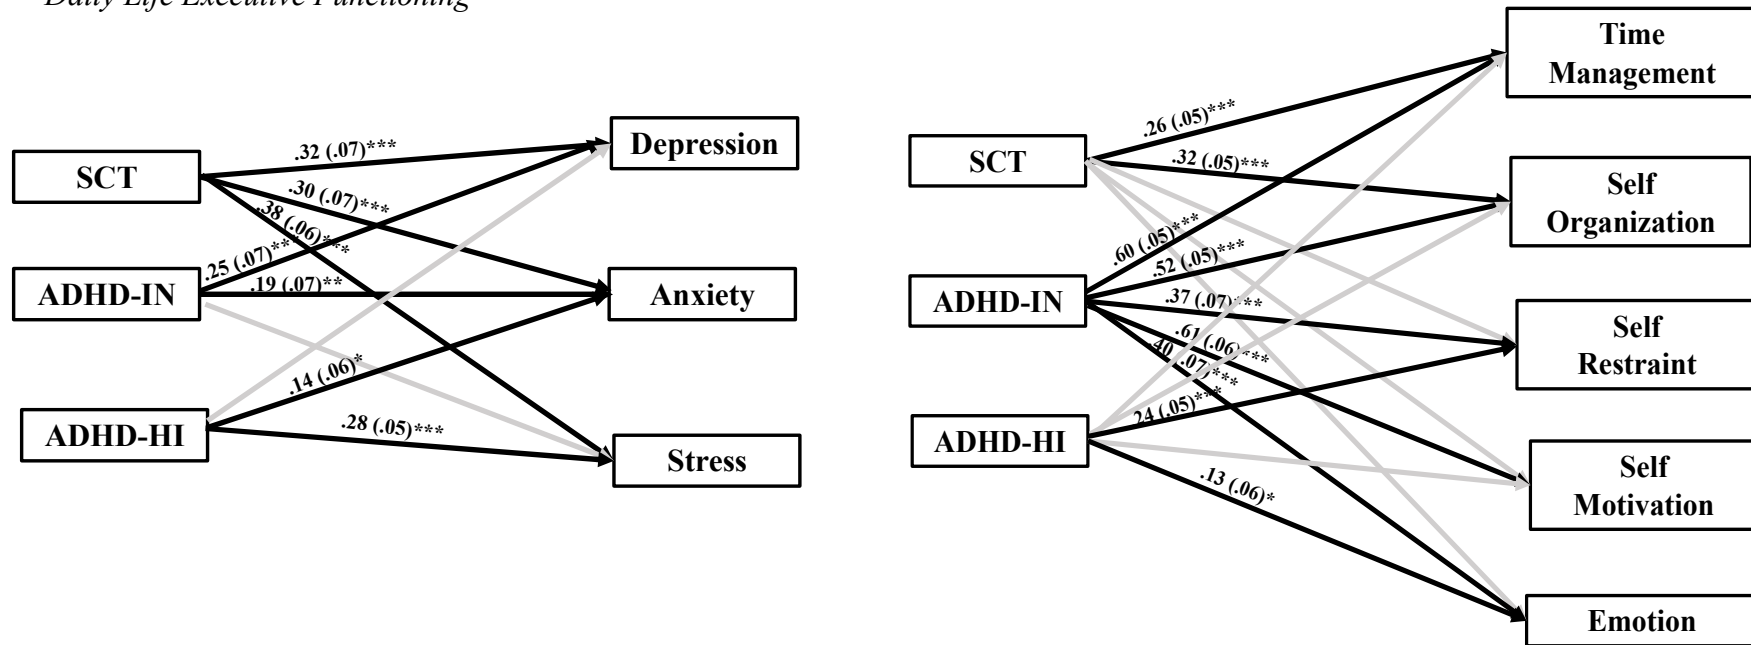 Daily Life Executive Functioning
SCT
ADHD-IN
ADHD-HI
.32 (.07)***
.30 (.07)***
.38 (.06)***
.25 (.07)***
.19 (.07)**
.14 (.06)*
.28 (.05)***
Depression
Anxiety
Stress
SCT
ADHD-IN
ADHD-HI
.26 (.05)***
.32 (.05)***
.60 (.05)***
.52 (.05)***
.37 (.07)***
.61 (.06)***
.40 (.07)***
.24 (.05)***
.13 (.06)*
Time
Management
Self
Organization
Self
Restraint
Self
Motivation
Emotion